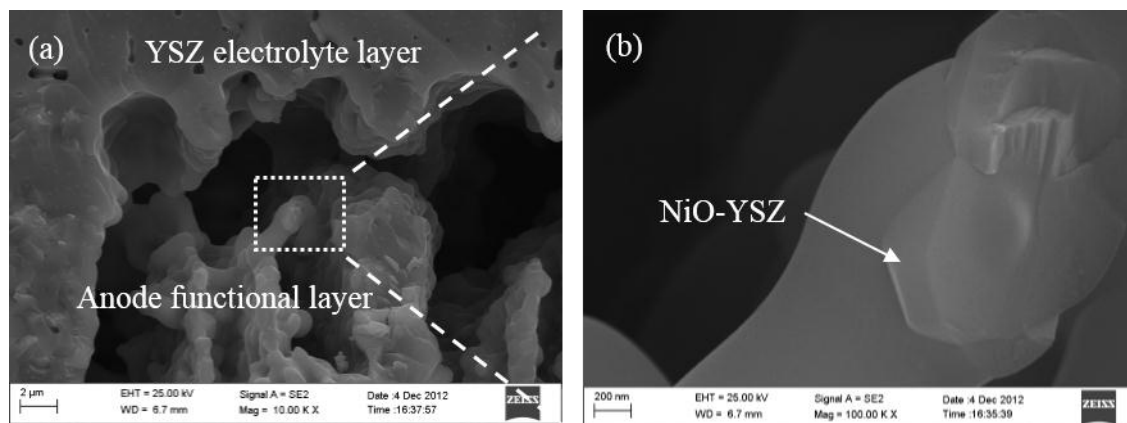 (a)
YSZ electrolyte layer
Anode functional layer
2 µm
EHT = 25.00 kV
WD = 6.7 mm
Signal A = SE2
Mag = 10.00 K X
Date :4 Dec 2012
Time :16:37:57
ZEISS
(b)
NiO-YSZ
200 nm
EHT = 25.00 kV
WD = 6.7 mm
Signal A = SE2
Mag = 100.00 K X
Date :4 Dec 2012
Time :16:35:39
ZEISS